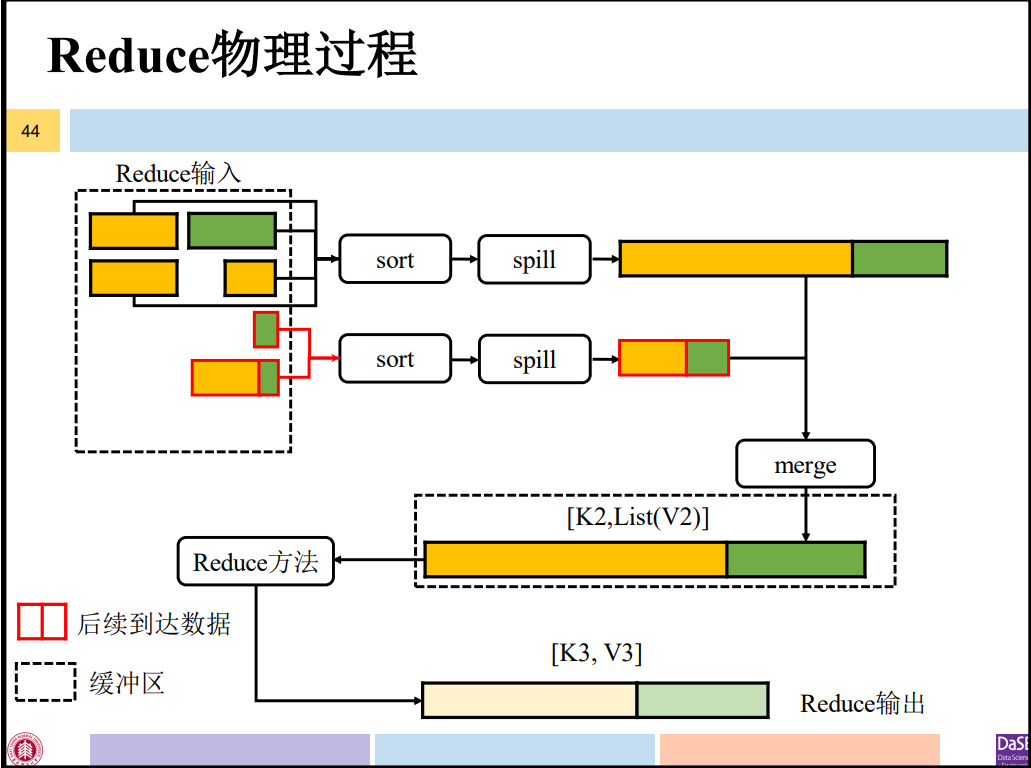 Reduce物理过程
44
Reduce输入
sort
spill
sort
spill
merge
[K2,List(V2)]
Reduce方法
后续到达数据
[K3, V3]
缓冲区
Reduce输出
DaSE
Data Scien